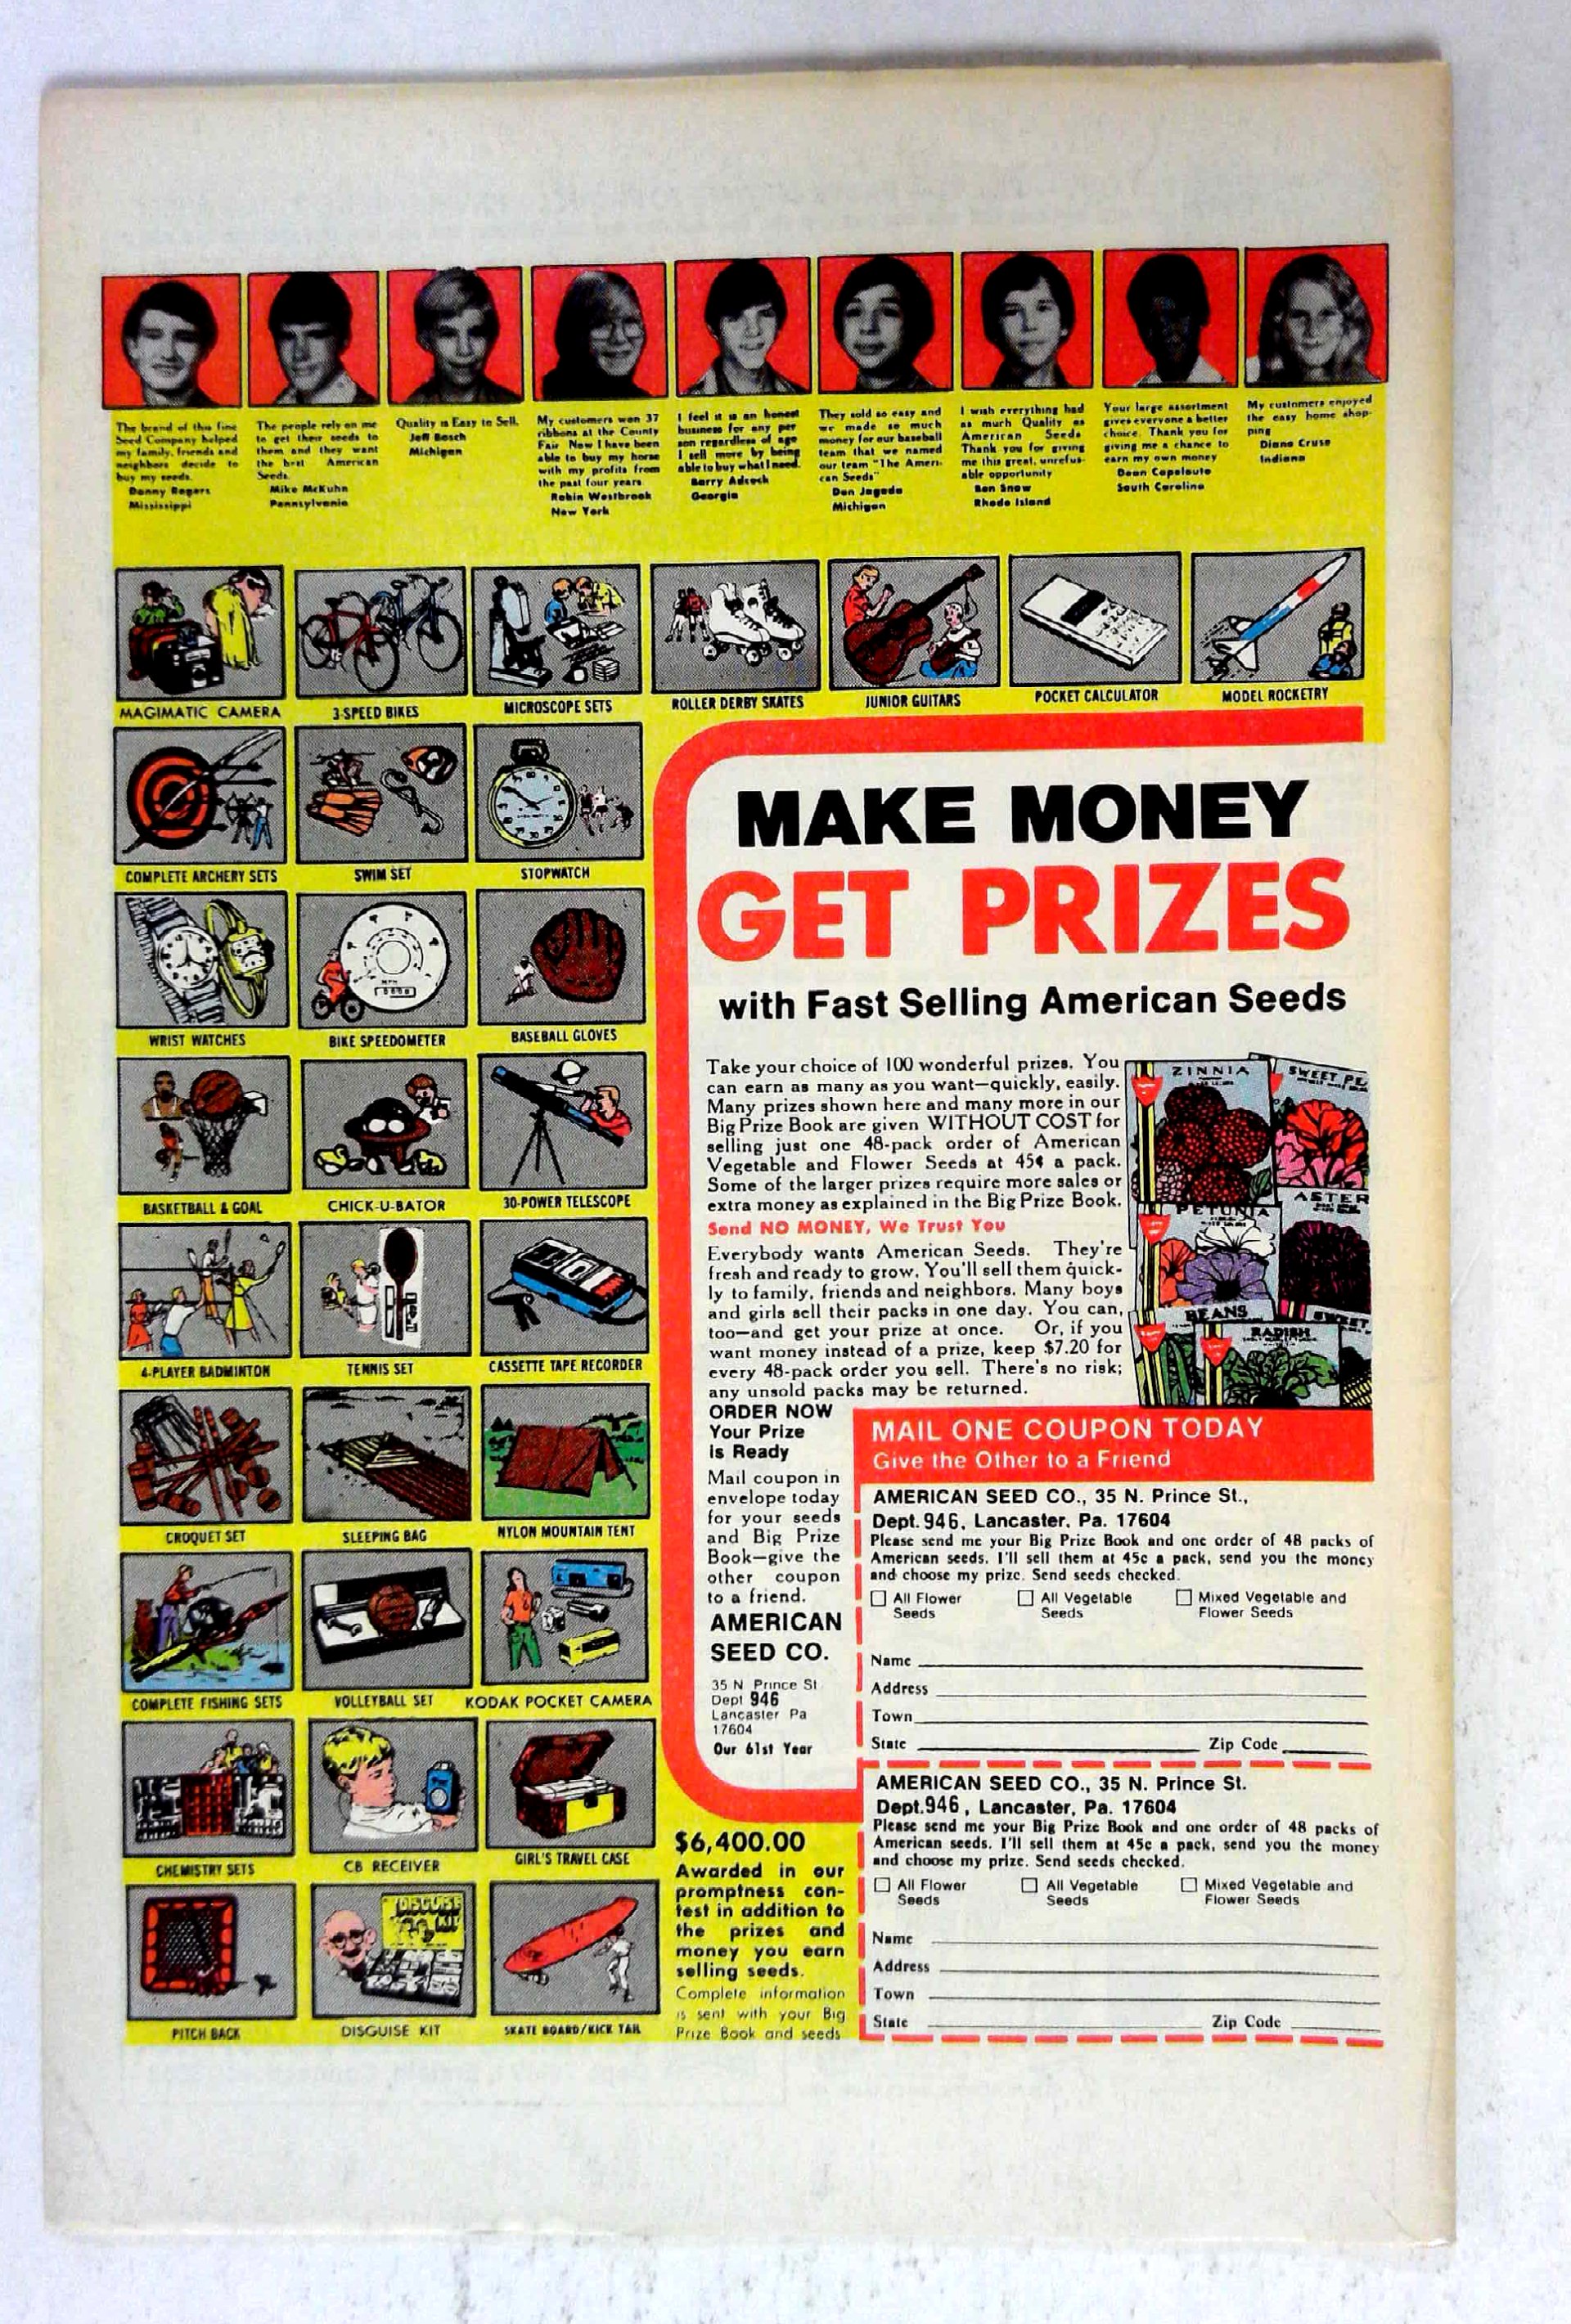 The brand of this fine
Seed Company helped
my family, friends and
neighbors decide to
buy my seeds.
Danny Rogers
Mississippi
The people rely on me
to get their seeds to
them and they want
the best American
Seeds.
Mike McKuhn
Pennsylvania
Quality is Easy to Sell.
Jeff Bosch
Michigan
My customers won 37
ribbons at the County
Fair Now I have been
able to buy my horse
with my profits from
the past four years
Robin Westbrook
New York
I feel it is an honest
business for any per
son regardless of age
I sell more by being
able to buy what I need.
Barry Adcock
Georgia
They sold so easy and
we made so much
money for our baseball
team that we named
our team "The Ameri-
can Seeds"
Don Jagoda
Michigan
I wish everything had
as much Quality as
American Seeds
Thank you for giving
me this great, unrefus-
able opportunity
Ben Snow
Rhode Island
Your large assortment
gives everyone a better
choice. Thank you for
giving me a chance to
earn my own money
Dean Capelouto
South Carolina
My customers enjoyed
the easy home shop-
ping
Diane Cruse
Indiana
MAGIMATIC CAMERA
3-SPEED BIKES
MICROSCOPE SETS
ROLLER DERBY SKATES
JUNIOR GUITARS
POCKET CALCULATOR
MODEL ROCKETRY
COMPLETE ARCHERY SETS
SWIM SET
STOPWATCH
WRIST WATCHES
BIKE SPEEDOMETER
BASEBALL GLOVES
BASKETBALL & GOAL
CHICK-U-BATOR
30-POWER TELESCOPE
4-PLAYER BADMINTON
TENNIS SET
CASSETTE TAPE RECORDER
CROQUET SET
SLEEPING BAG
NYLON MOUNTAIN TENT
COMPLETE FISHING SETS
VOLLEYBALL SET
KODAK POCKET CAMERA
CHEMISTRY SETS
CB RECEIVER
GIRL'S TRAVEL CASE
DISGUISE
KIT
PITCH BACK
DISGUISE KIT
SKATE BOARD/KICK TAIL
MAKE MONEY
GET PRIZES
with Fast Selling American Seeds
Take your choice of 100 wonderful prizes. You
can earn as many as you want—quickly, easily.
Many prizes shown here and many more in our
Big Prize Book are given WITHOUT COST for
selling just one 48-pack order of American
Vegetable and Flower Seeds at 45¢ a pack.
Some of the larger prizes require more sales or
extra money as explained in the Big Prize Book.
Send NO MONEY, We Trust You
Everybody wants American Seeds. They're
fresh and ready to grow. You'll sell them quick-
ly to family, friends and neighbors. Many boys
and girls sell their packs in one day. You can,
too—and get your prize at once. Or, if you
want money instead of a prize, keep $7.20 for
every 48-pack order you sell. There's no risk;
any unsold packs may be returned.
ZINNIA
SWEET PE
ASTER
PETUNIA
BEANS
SWEET
RADISH
ORDER NOW
Your Prize
Is Ready
Mail coupon in
envelope today
for your seeds
and Big Prize
Book—give the
other coupon
to a friend.
AMERICAN
SEED CO.
35 N Prince St
Dept 946
Lancaster Pa
17604
Our 61st Year
$6,400.00
Awarded in our
promptness con-
test in addition to
the prizes and
money you earn
selling seeds.
Complete information
is sent with your Big
Prize Book and seeds
MAIL ONE COUPON TODAY
Give the Other to a Friend
AMERICAN SEED CO., 35 N. Prince St.,
Dept. 946, Lancaster, Pa. 17604
Please send me your Big Prize Book and one order of 48 packs of
American seeds. I'll sell them at 45c a pack, send you the money
and choose my prize. Send seeds checked.
All Flower Seeds
All Vegetable Seeds
Mixed Vegetable and Flower Seeds
Name
Address
Town
State Zip Code
AMERICAN SEED CO., 35 N. Prince St.
Dept. 946, Lancaster, Pa. 17604
Please send me your Big Prize Book and one order of 48 packs of
American seeds. I'll sell them at 45c a pack, send you the money
and choose my prize. Send seeds checked.
All Flower Seeds
All Vegetable Seeds
Mixed Vegetable and Flower Seeds
Name
Address
Town
State Zip Code